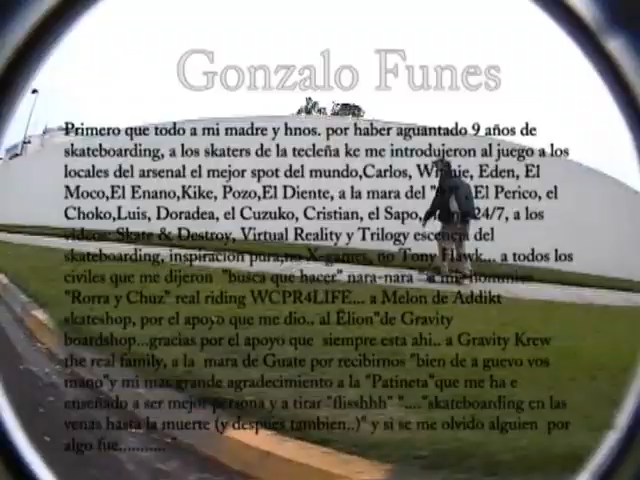 Gonzalo Funes
Primero que todo a mi madre y hnos. por haber aguantado 9 años de
skateboarding, a los skaters de la tecleña ke me introdujeron al juego a los
locales del arsenal el mejor spot del mundo,Carlos, Eden, El
Moco,El Enano,Kike, Pozo,El Diente, a la mara del El Perico, el
Choko,Luis, Doradea, el Cuzuko, Cristian, el Sapo, 24/7, a los
videos Skate & Destroy, Virtual Reality y Trilogy escencia del
skateboarding, inspiracion pura,no X-games, no Tony Hawk... a todos los
civiles que me dijeron "busca que hacer" nara-nara a mi
"Rorra y Chuz" real riding WCPR4LIFE... a Melon de Addikt
skateshop, por el apoyo que me dio.. al Elion"de Gravity
boardshop...gracias por el apoyo que siempre esta ahi.. a Gravity Krew
the real family, a la mara de Guate por recibirnos "bien de a guevo vos
mano"y mi mas grande agradecimiento a la "Patineta"que me ha e
enseñado a ser mejor persona y a tirar "flisshhh" "...."skateboarding en las
venas hasta la muerte (y despues tambien..)" y si se me olvido alguien por
algo fue............"